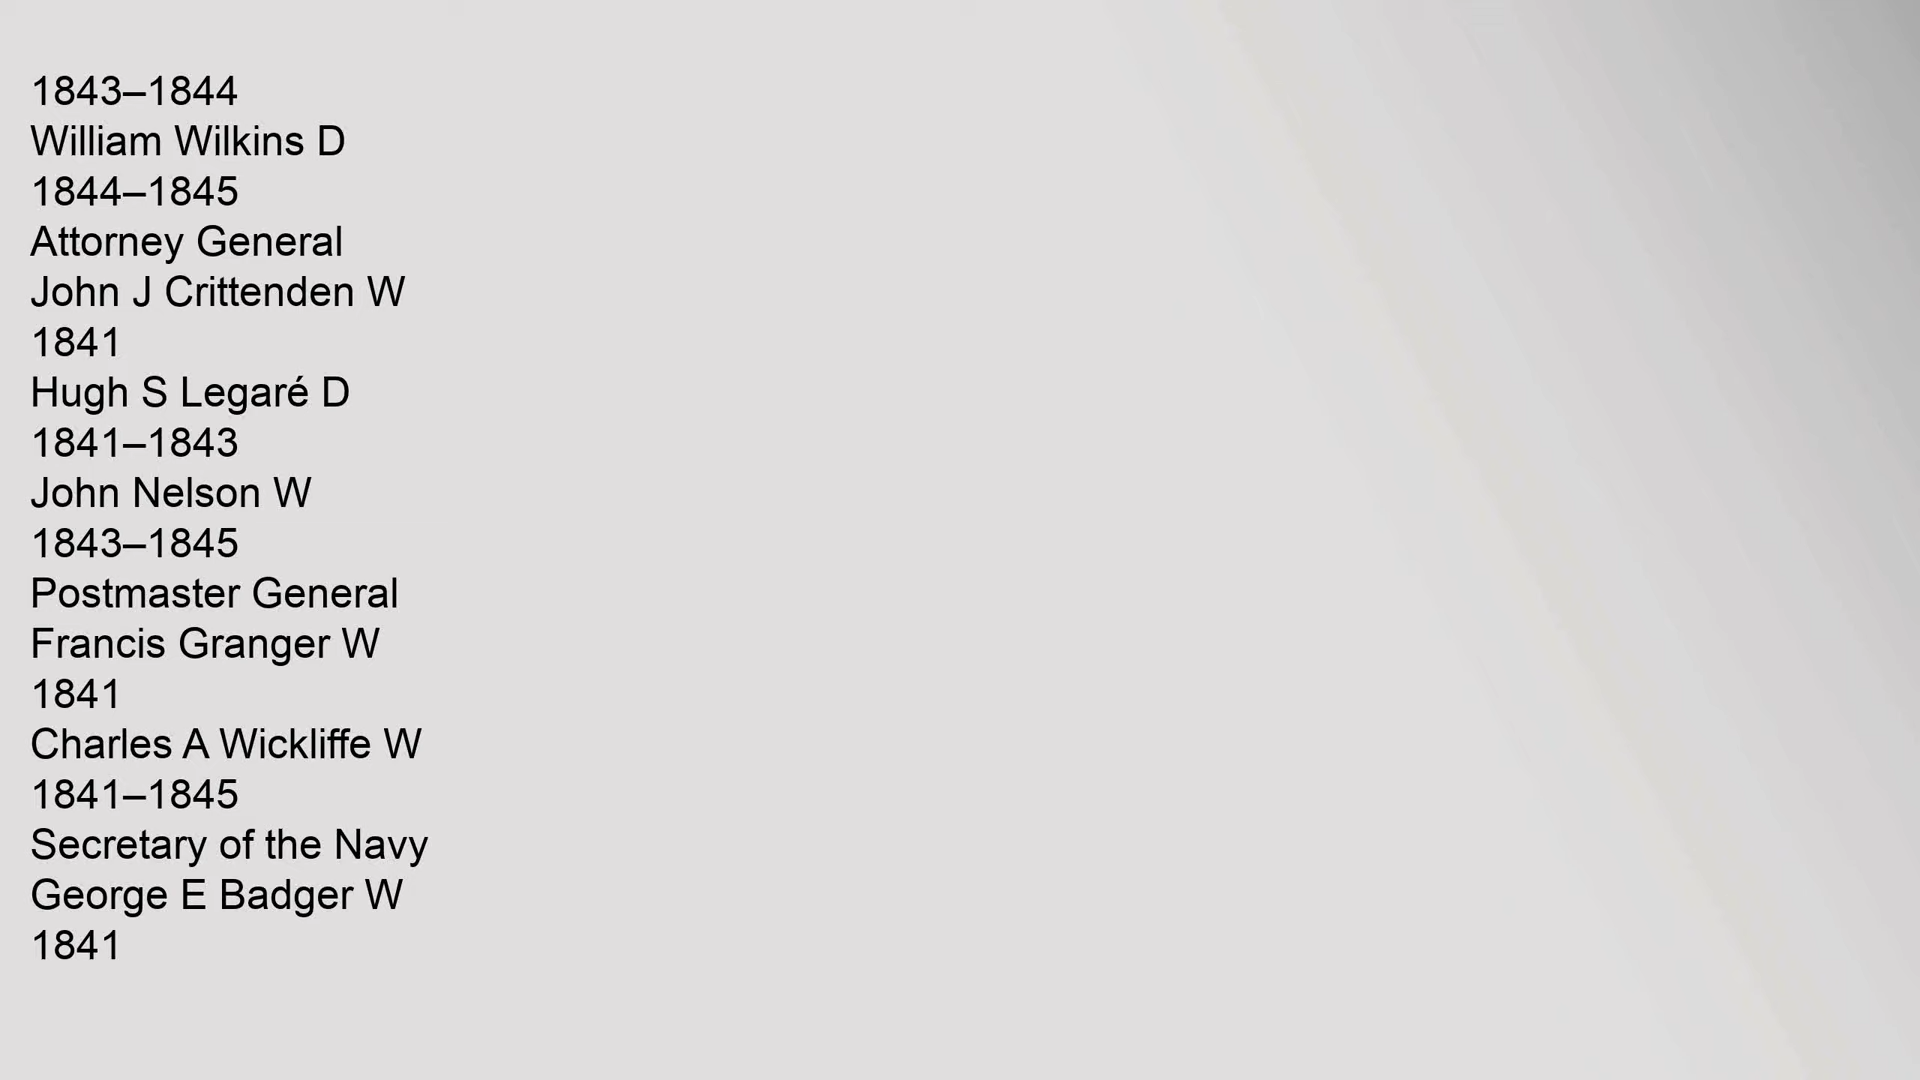 1843–1844
William Wilkins D
1844–1845
Attorney General
John J Crittenden W
1841
Hugh S Legaré D
1841–1843
John Nelson W
1843–1845
Postmaster General
Francis Granger W
1841
Charles A Wickliffe W
1841–1845
Secretary of the Navy
George E Badger W
1841